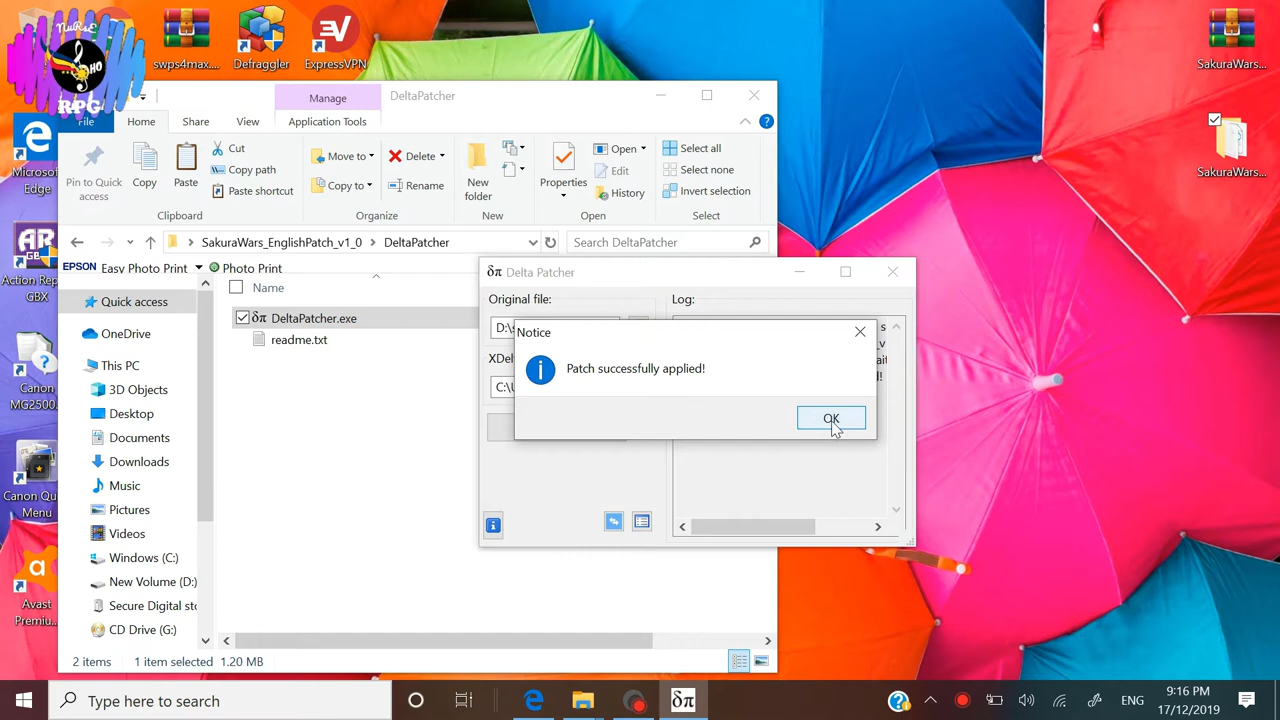 NuRsE
HO
RPG
swps4max....
Defraggler
ExpressVPN
SakuraWars...
SakuraWars...
Microso
Edge
Action Rep
GBX
Canon
MG2500
Canon Qu
Menu
Avast
Premiu...
Manage
DeltaPatcher
File
Home
Share
View
Application Tools
Pin to Quick
access
Copy
Paste
Cut
Copy path
Paste shortcut
Clipboard
Move to
Copy to
Delete
Rename
Organize
New
folder
New
Properties
Open
Edit
History
Open
Select all
Select none
Invert selection
Select
SakuraWars_EnglishPatch_v1_0 > DeltaPatcher
Search DeltaPatcher
EPSON Easy Photo Print
Photo Print
Quick access
OneDrive
This PC
3D Objects
Desktop
Documents
Downloads
Music
Pictures
Videos
Windows (C:)
New Volume (D:)
Secure Digital sto
CD Drive (G:)
Name
DeltaPatcher.exe
readme.txt
2 items
1 item selected 1.20 MB
δπ Delta Patcher
Original file:
D:\s
XDel
C:\U
Log:
Notice
Patch successfully applied!
OK
Type here to search
δπ
ENG
9:16 PM
17/12/2019